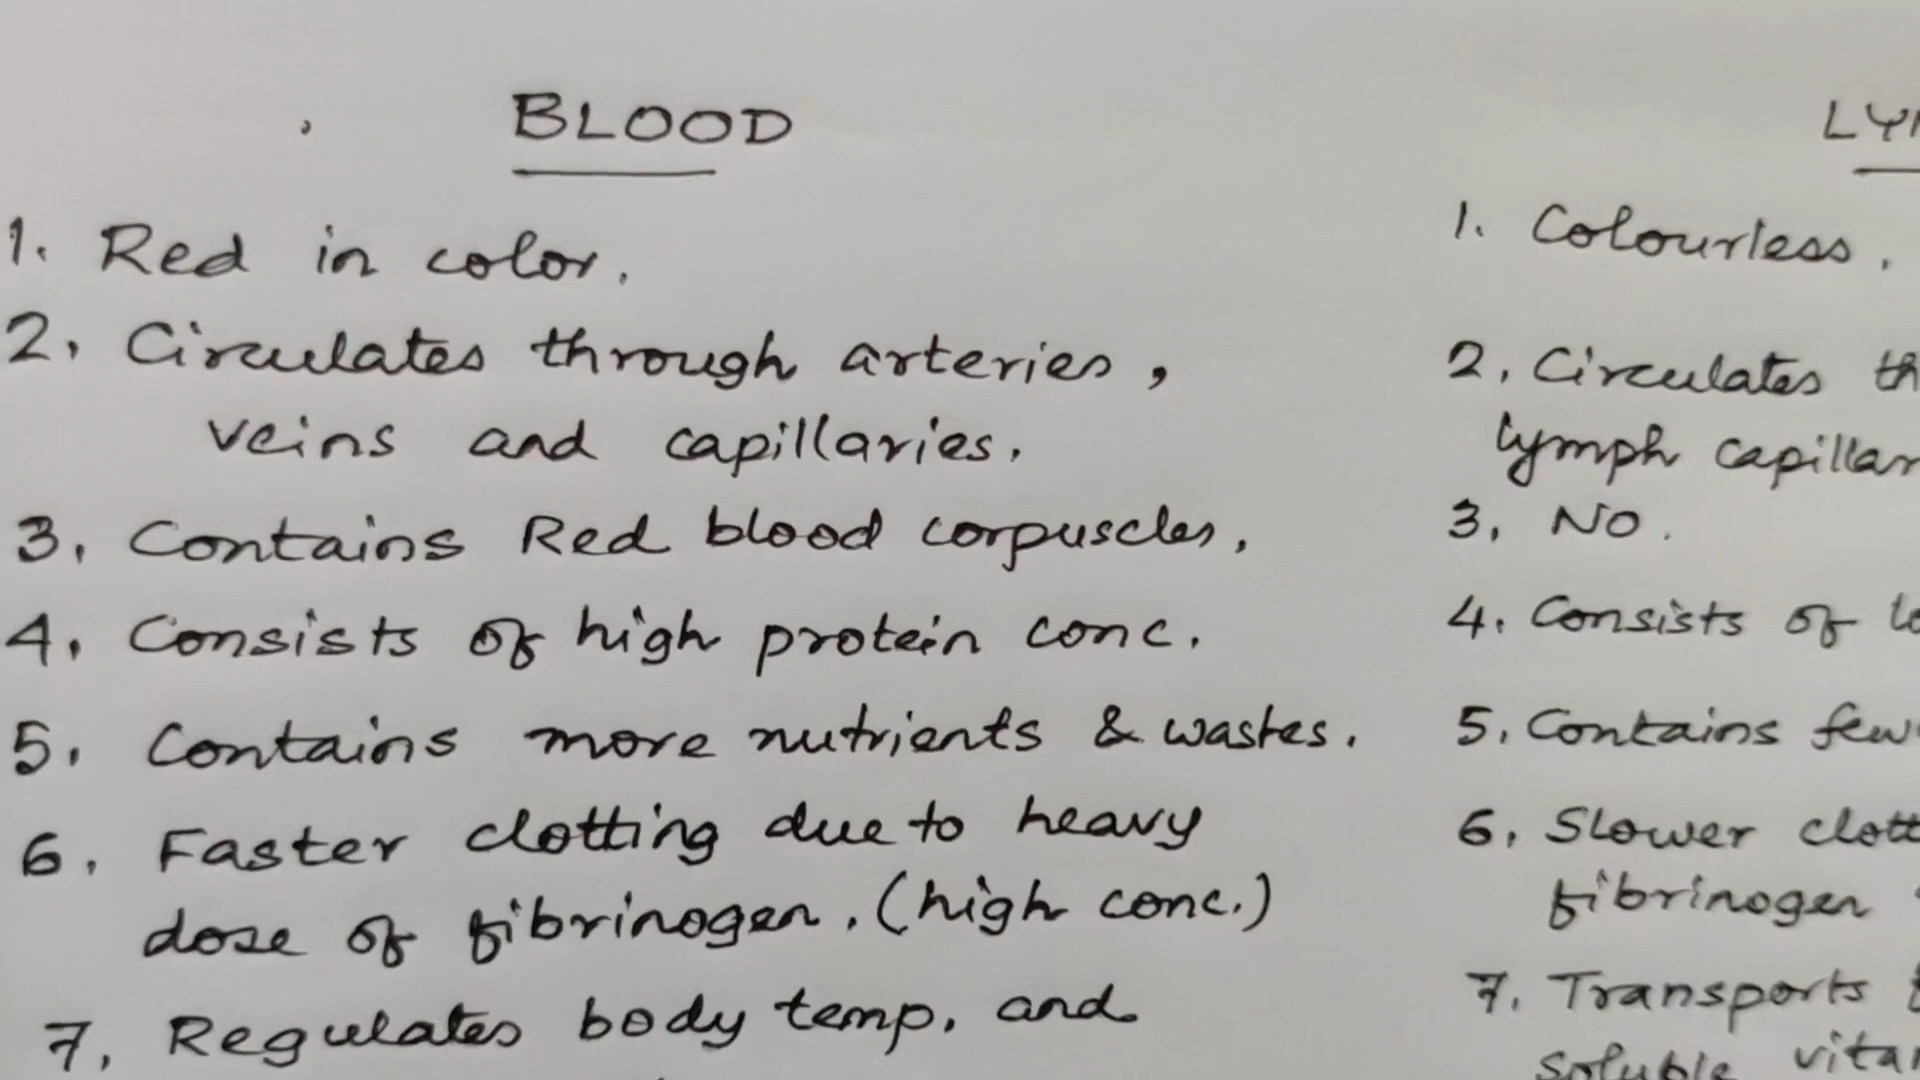 BLOOD
1. Red in color.
2. Circulates through arteries,
veins and capillaries.
3. Contains Red blood corpuscles.
4. Consists of high protein conc.
5. Contains more nutrients & wastes.
6. Faster clotting due to heavy
dose of fibrinogen. (high conc.)
7. Regulates body temp. and
1. Colourless.
2. Circulates
lymph
3. No.
4. Consists of
5. Contains
6. Slower
fibrinogen
7. Transports
soluble